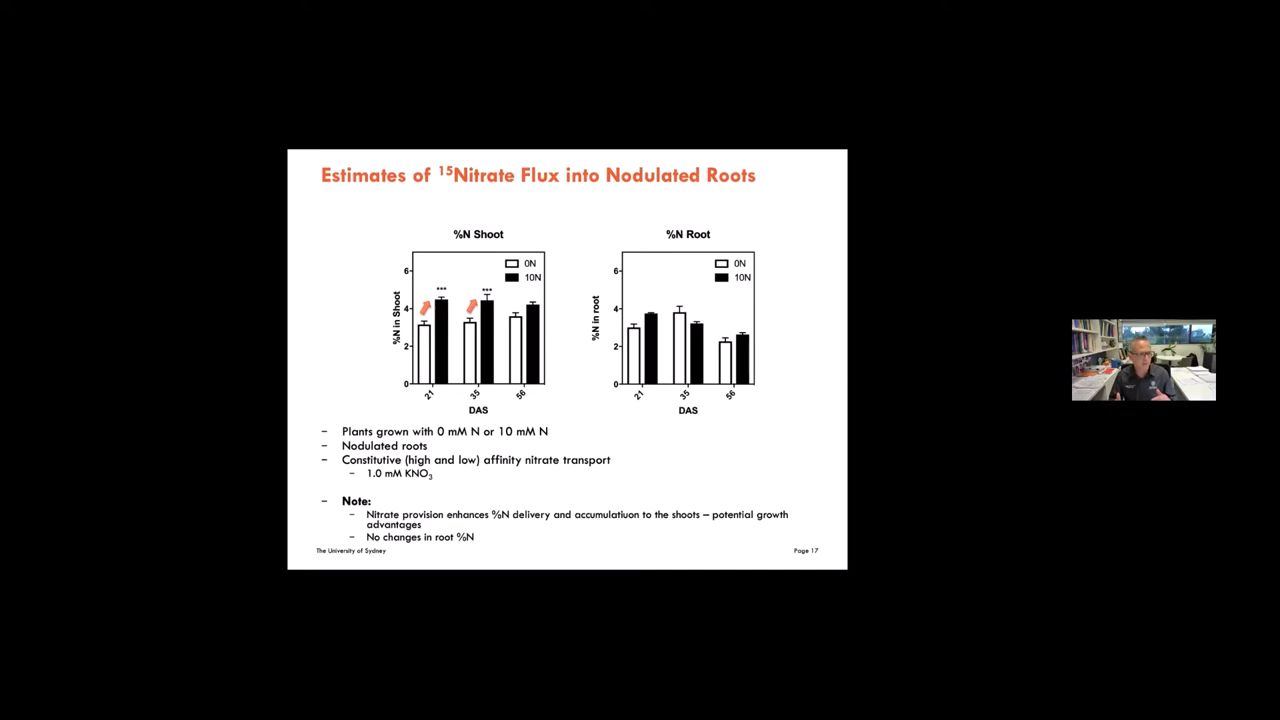 Estimates of ¹⁵Nitrate Flux into Nodulated Roots
%N Shoot
%N in Shoot
6
4
2
0
0N
10N
***
***
21
35
56
DAS
%N Root
%N in root
6
4
2
0
0N
10N
21
35
56
DAS
– Plants grown with 0 mM N or 10 mM N
– Nodulated roots
– Constitutive (high and low) affinity nitrate transport
– 1.0 mM KNO₃
– Note:
– Nitrate provision enhances %N delivery and accumulatiuon to the shoots – potential growth
advantages
– No changes in root %N
The University of Sydney
Page 17